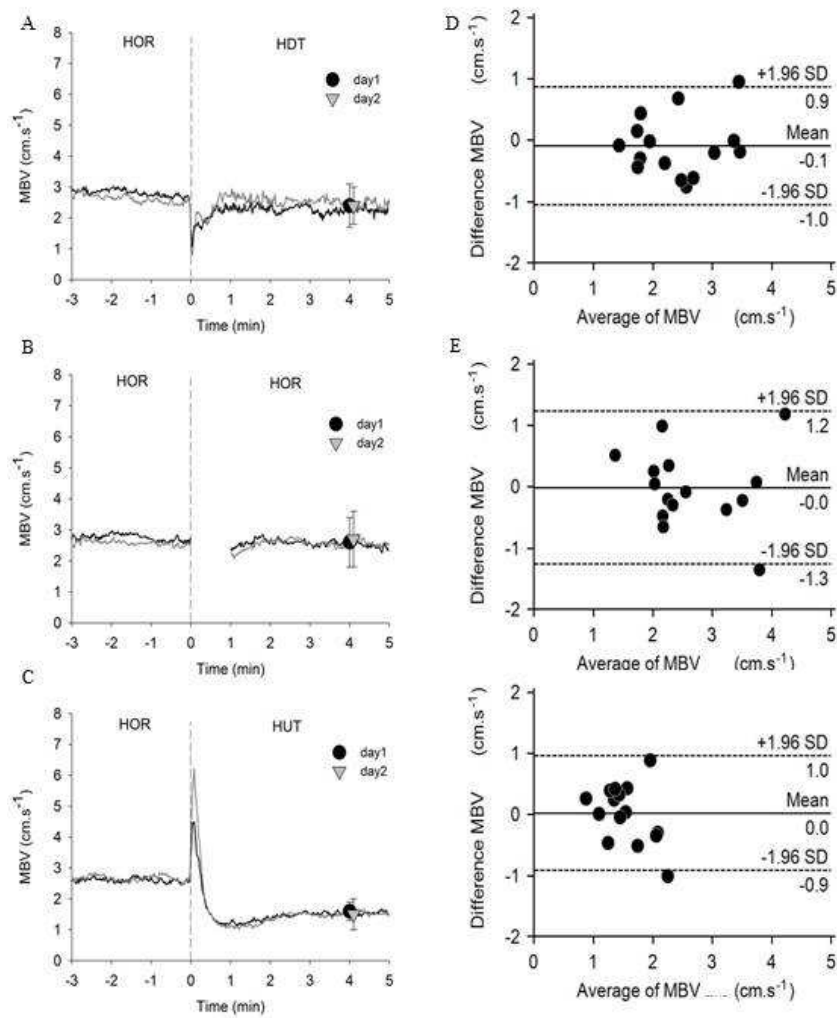 A
HOR
HDT
day1
day2
MBV (cm.s-1)
8
7
6
5
4
3
2
1
0
-3 -2 -1 0 1 2 3 4 5
Time (min)
D
Difference MBV (cm.s-1)
2
1
0
-1
-2
+1.96 SD
0.9
Mean
-0.1
-1.96 SD
-1.0
0 1 2 3 4 5
Average of MBV (cm.s-1)
B
HOR
HOR
day1
day2
MBV (cm.s-1)
8
7
6
5
4
3
2
1
0
-3 -2 -1 0 1 2 3 4 5
Time (min)
E
Difference MBV (cm.s-1)
2
1
0
-1
-2
+1.96 SD
1.2
Mean
-0.0
-1.96 SD
-1.3
0 1 2 3 4 5
Average of MBV (cm.s-1)
C
HOR
HUT
day1
day2
MBV (cm.s-1)
8
7
6
5
4
3
2
1
0
-3 -2 -1 0 1 2 3 4 5
Time (min)
Difference MBV (cm.s-1)
2
1
0
-1
-2
+1.96 SD
1.0
Mean
0.0
-1.96 SD
-0.9
0 1 2 3 4 5
Average of MBV (cm.s-1)